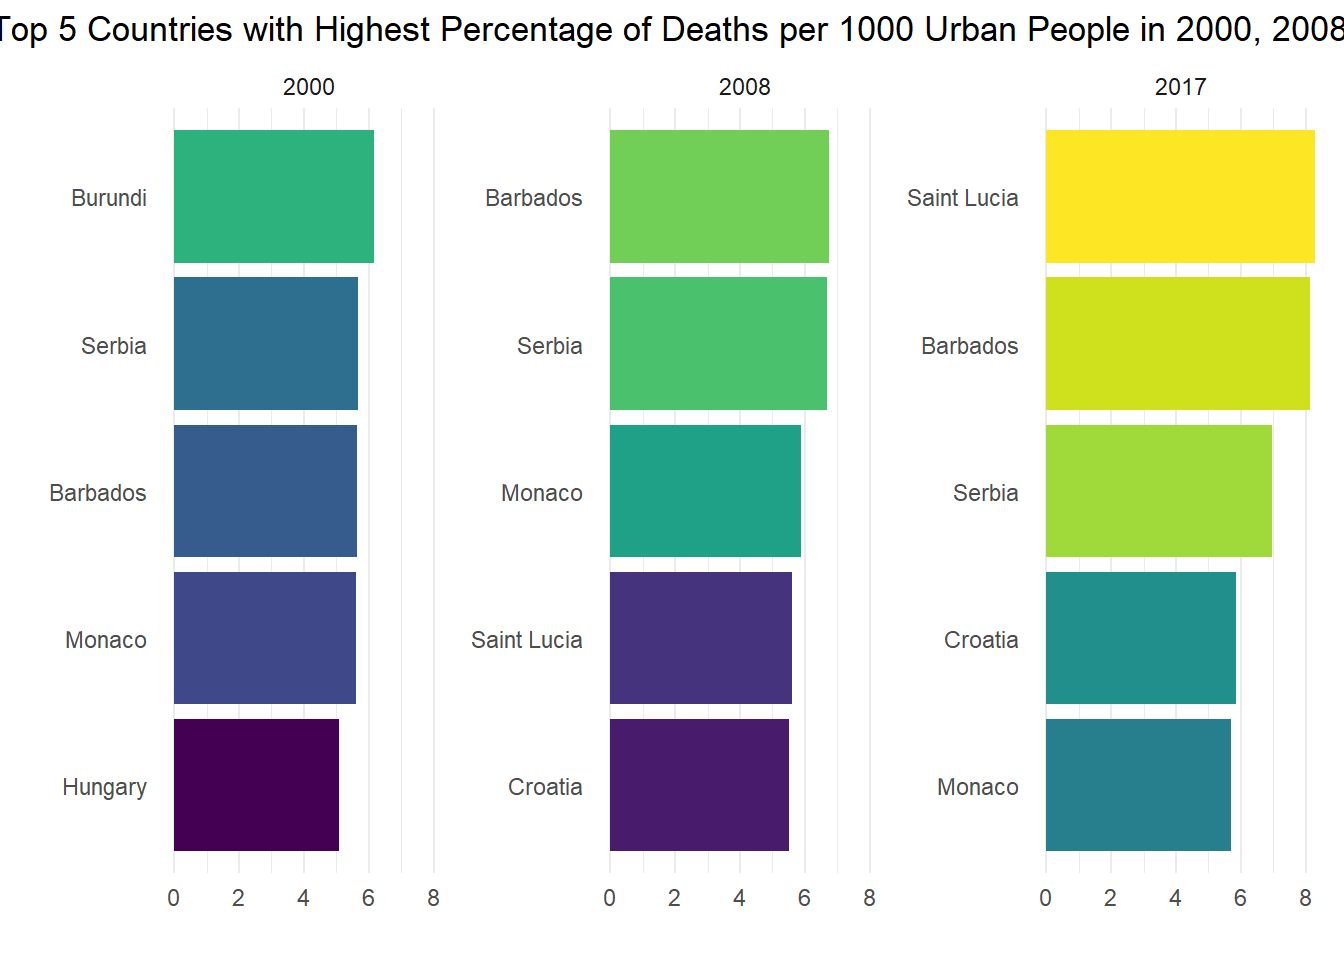 Top 5 Countries with Highest Percentage of Deaths per 1000 Urban People in 2000, 2008
2000
Burundi
Serbia
Barbados
Monaco
Hungary
0 2 4 6 8
2008
Barbados
Serbia
Monaco
Saint Lucia
Croatia
0 2 4 6 8
2017
Saint Lucia
Barbados
Serbia
Croatia
Monaco
0 2 4 6 8